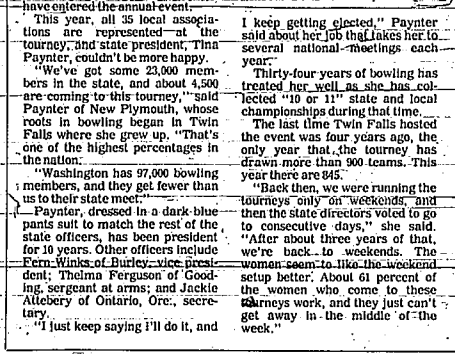 have entered the annual event.
This year, all 35 local associa-
tions are represented at the
tourney, and state president, Tina
Paynter, couldn't be more happy.
"We've got some 23,000 mem-
bers in the state, and about 4,500
are coming to this tourney," said
Paynter of New Plymouth, whose
roots in bowling began in Twin
Falls where she grew up. "That's
one of the highest percentages in
the nation.
"Washington has 97,000 bowling
members, and they get fewer than
us to their state meet."
Paynter, dressed in a dark blue
pants suit to match the rest of the
state officers, has been president
for 10 years. Other officers include
Fern Winks of Burley, vice presi-
dent; Thelma Ferguson of Good-
ing, sergeant at arms; and Jackie
Attebery of Ontario, Ore., secre-
tary.
"I just keep saying I'll do it, and
I keep getting elected," Paynter
said about her job that takes her to
several national meetings each
year.
Thirty-four years of bowling has
treated her well as she has col-
lected "10 or 11" state and local
championships during that time.
The last time Twin Falls hosted
the event was four years ago, the
only year that the tourney has
drawn more than 900 teams. This
year there are 845.
"Back then, we were running the
tourneys only on weekends, and
then the state directors voted to go
to consecutive days," she said.
"After about three years of that,
we're back to weekends. The
women seem to like the weekend
setup better. About 61 percent of
the women who come to these
tourneys work, and they just can't
get away in the middle of the
week."